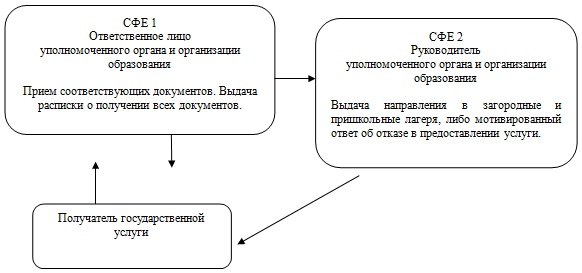 СФЕ 1
Ответственное лицо
уполномоченного органа и организации
образования
Прием соответствующих документов. Выдача
расписки о получении всех документов.
СФЕ 2
Руководитель
уполномоченного органа и организации
образования
Выдача направления в загородные и
пришкольные лагеря, либо мотивированный
ответ об отказе в предоставлении услуги.
Получатель государственной
услуги